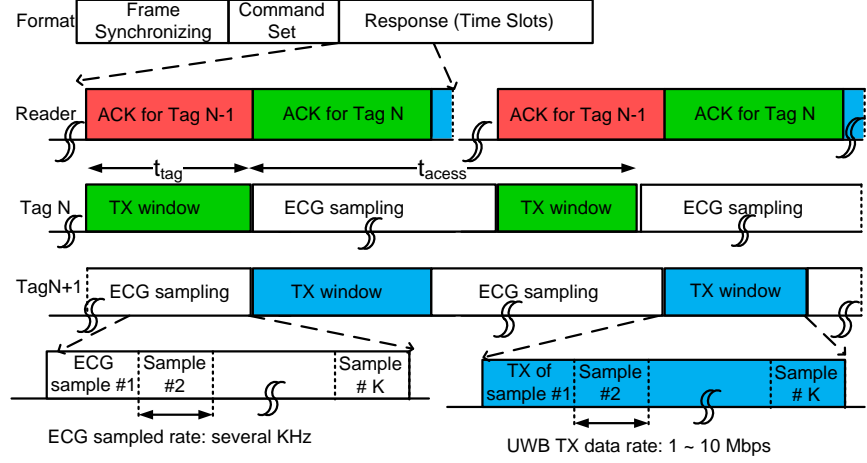 Format
Frame
Synchronizing
Command
Set
Response (Time Slots)
Reader
ACK for Tag N-1
ACK for Tag N
ACK for Tag N-1
ACK for Tag N
t_tag
t_acess
Tag N
TX window
ECG sampling
TX window
ECG sampling
TagN+1
ECG sampling
TX window
ECG sampling
TX window
ECG
sample #1
Sample
#2
Sample
# K
TX of
sample #1
Sample
#2
Sample
# K
ECG sampled rate: several KHz
UWB TX data rate: 1 ~ 10 Mbps